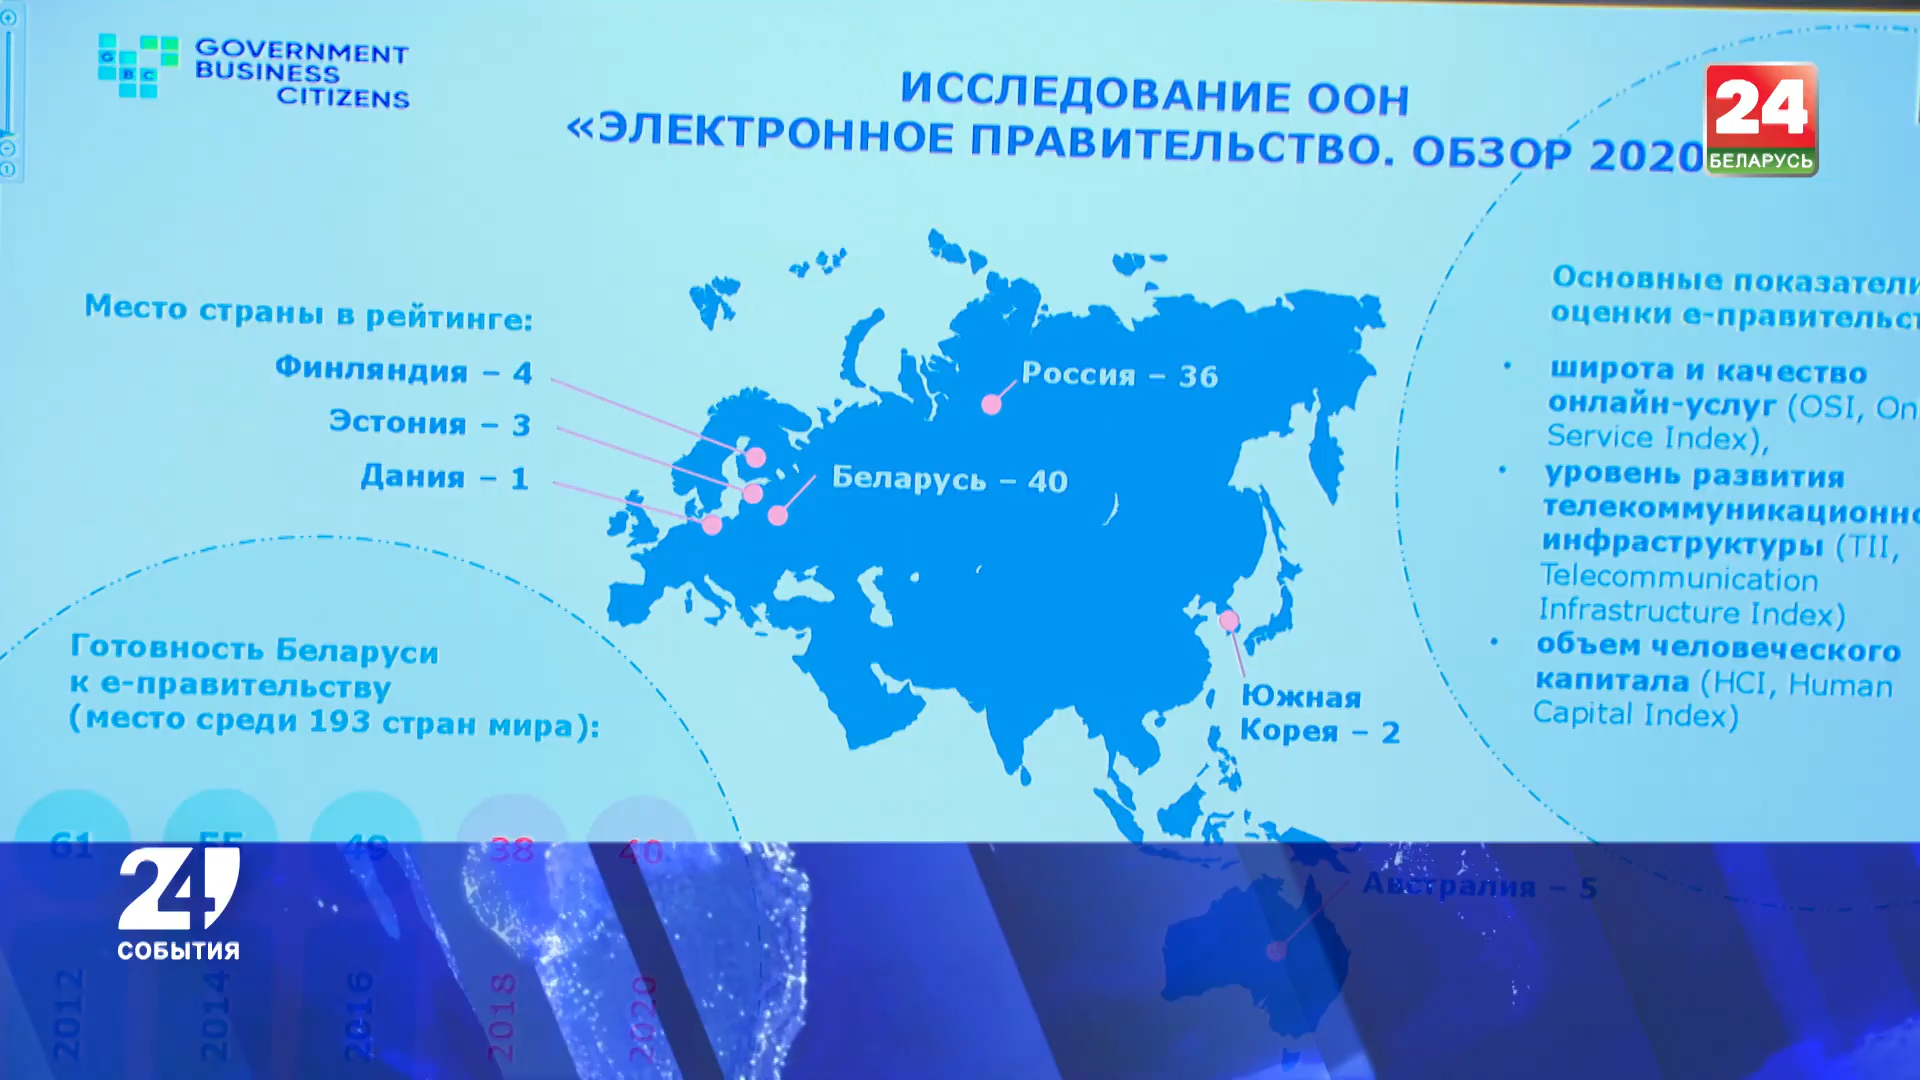 GOVERNMENT
BUSINESS
CITIZENS
G
B C
ИССЛЕДОВАНИЕ ООН
«ЭЛЕКТРОННОЕ ПРАВИТЕЛЬСТВО. ОБЗОР 2020
24
БЕЛАРУСЬ
Место страны в рейтинге:
Финляндия – 4
Эстония – 3
Дания – 1
Россия – 36
Беларусь – 40
Южная
Корея – 2
Австралия – 5
Основные показатели
оценки е-правительст
• широта и качество
онлайн-услуг (OSI, On
Service Index),
• уровень развития
телекоммуникационно
инфраструктуры (TII,
Telecommunication
Infrastructure Index)
• объем человеческого
капитала (HCI, Human
Capital Index)
Готовность Беларуси
к е-правительству
(место среди 193 стран мира):
61 55 49 38 40
2012 2014 2016 2018 2020
24
СОБЫТИЯ